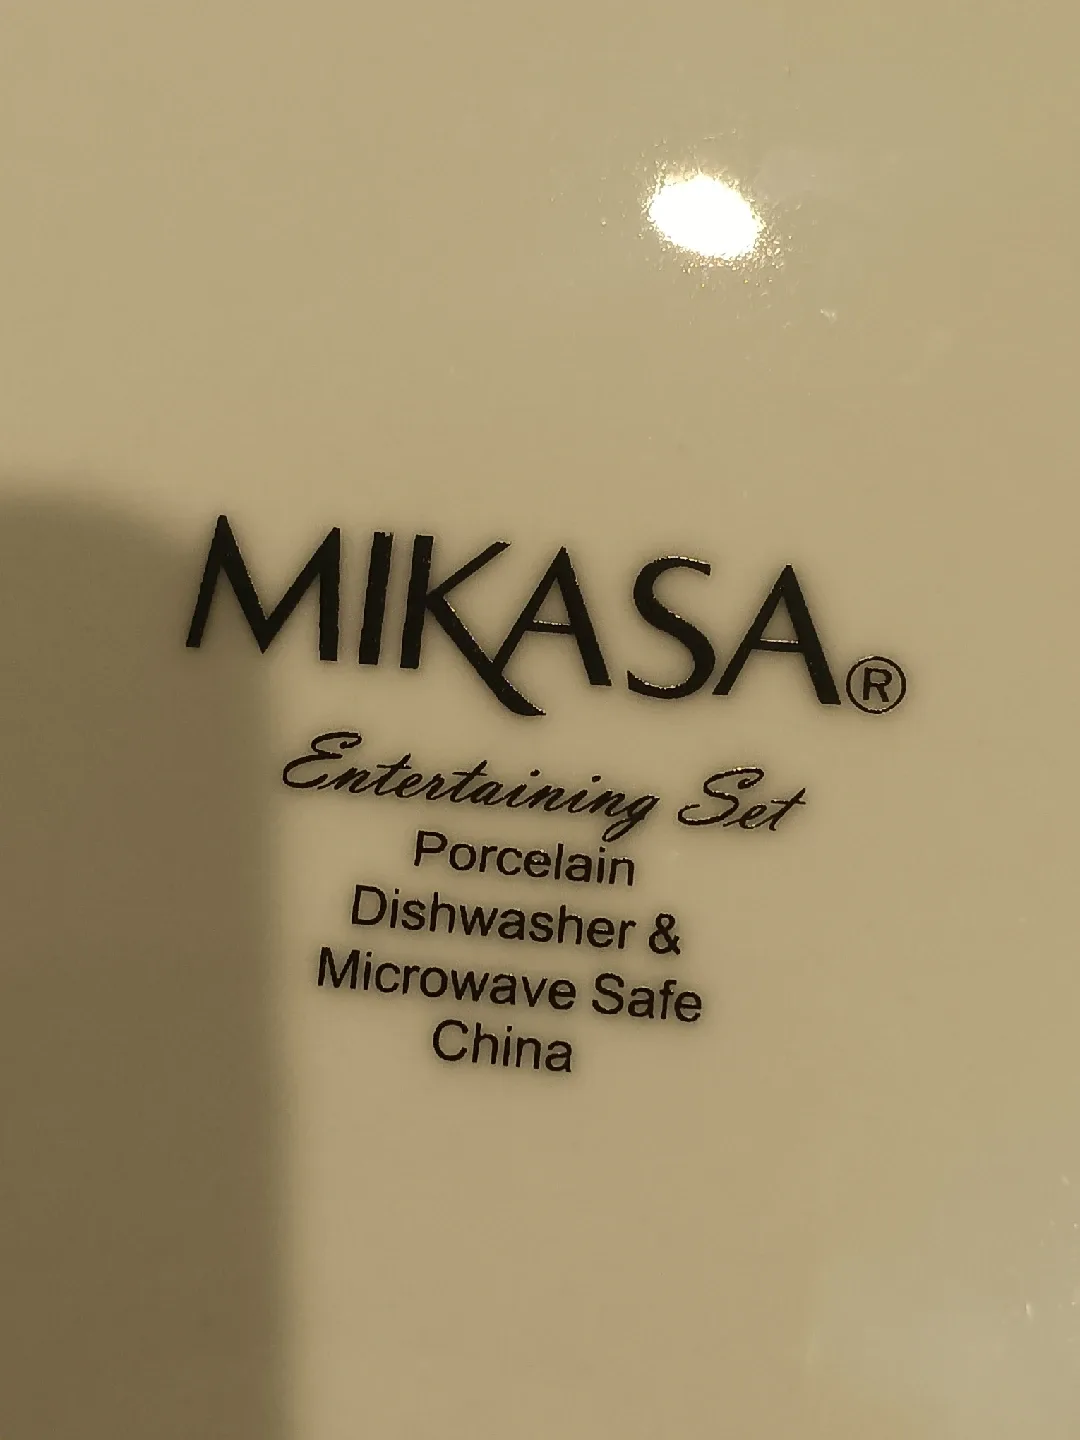 MIKASA®
Entertaining Set
Porcelain
Dishwasher &
Microwave Safe
China